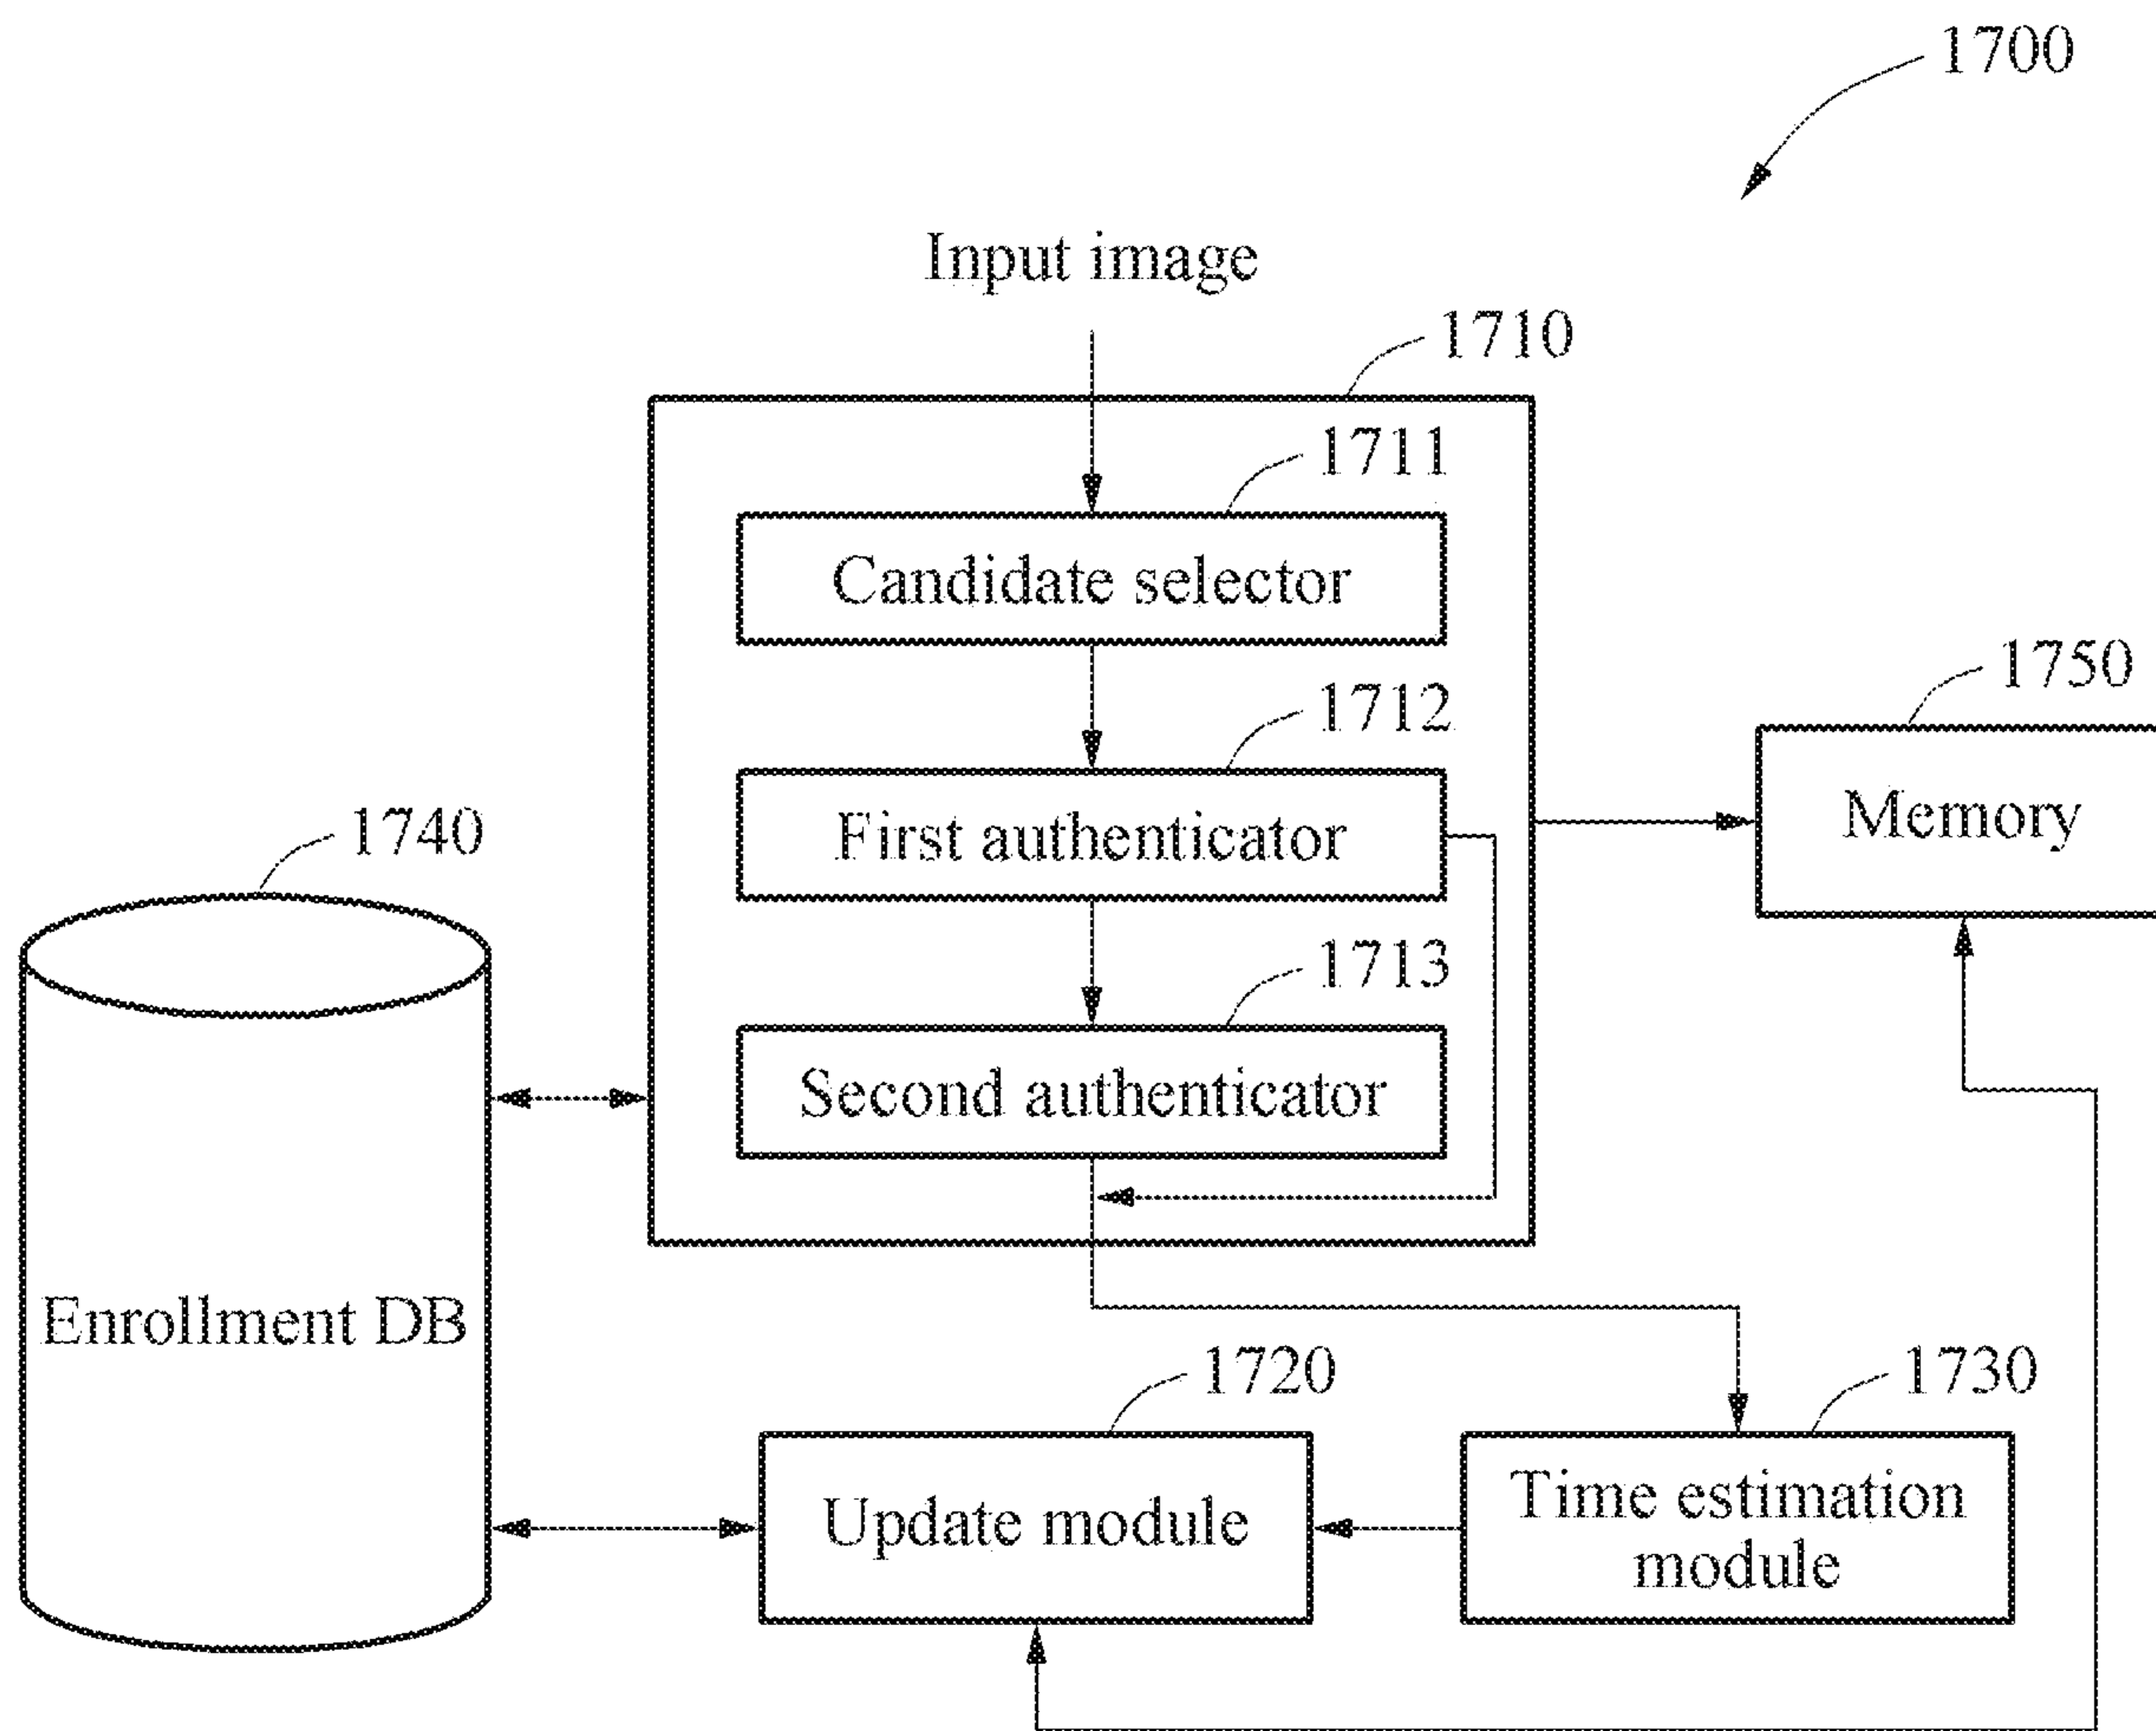 1700
Input image
1710
1711
Candidate selector
1712
1750
First authenticator
Memory
1740
1713
Second authenticator
Enrollment DB
1720
1730
Update module
Time estimation
module